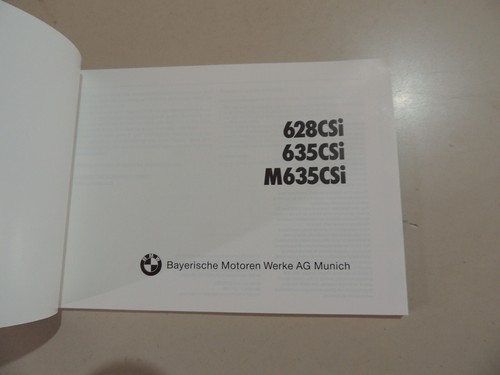 628CSi
635CSi
M635CSi
Bayerische Motoren Werke AG Munich